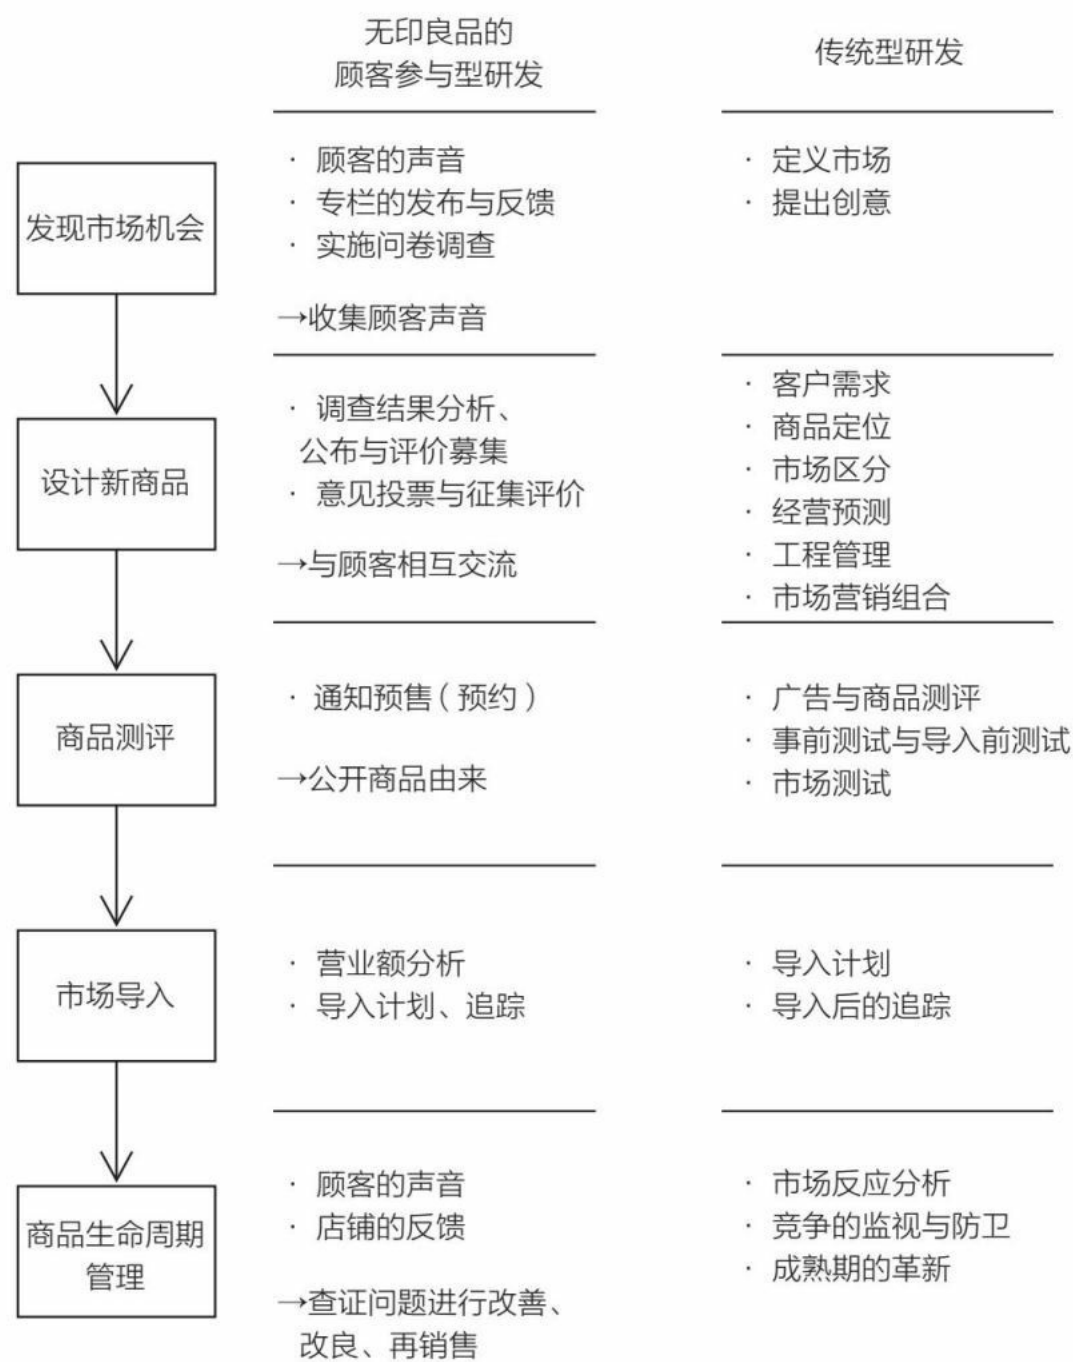 无印良品的
顾客参与型研发
传统型研发
发现市场机会
· 顾客的声音
· 专栏的发布与反馈
· 实施问卷调查
→收集顾客声音
· 定义市场
· 提出创意
设计新商品
· 调查结果分析、
公布与评价募集
· 意见投票与征集评价
→与顾客相互交流
· 客户需求
· 商品定位
· 市场区分
· 经营预测
· 工程管理
· 市场营销组合
商品测评
· 通知预售（预约）
→公开商品由来
· 广告与商品测评
· 事前测试与导入前测试
· 市场测试
市场导入
· 营业额分析
· 导入计划、追踪
· 导入计划
· 导入后的追踪
商品生命周期
管理
· 顾客的声音
· 店铺的反馈
→查证问题进行改善、
改良、再销售
· 市场反应分析
· 竞争的监视与防卫
· 成熟期的革新